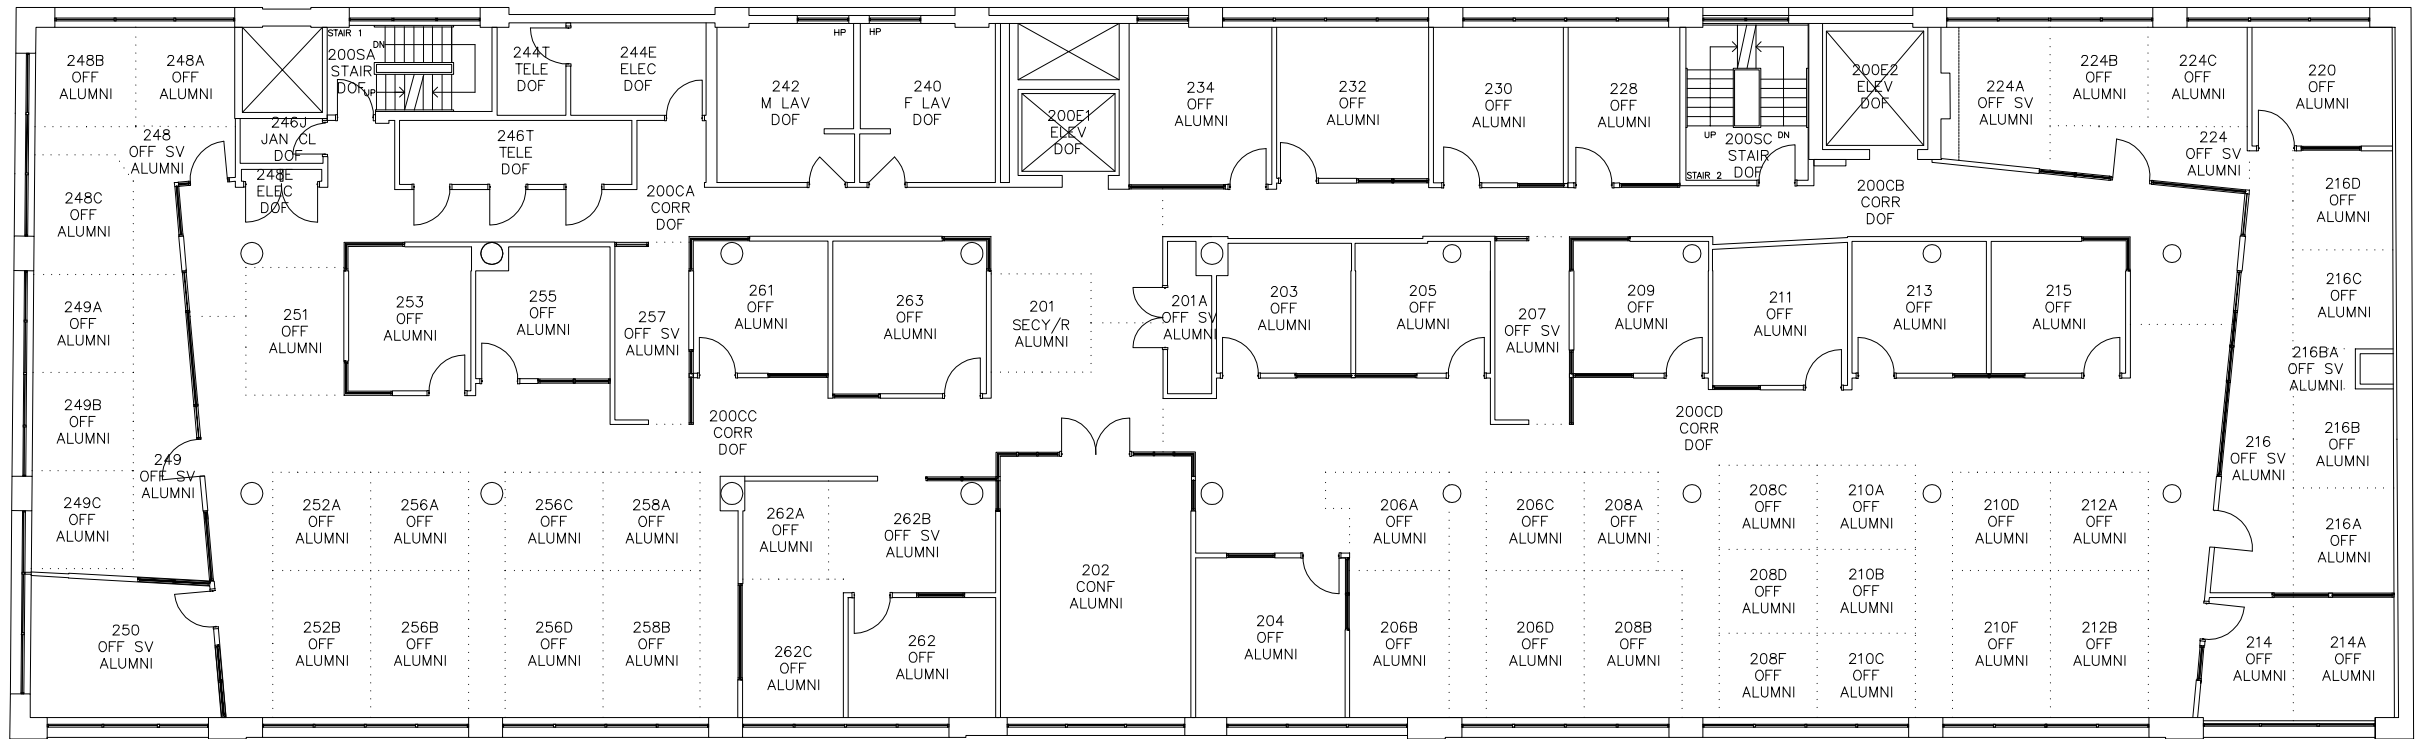 248B
OFF
ALUMNI
248A
OFF
ALUMNI
STAIR 1
DN
200SA
STAIR
DOF
UP
244T
TELE
DOF
244E
ELEC
DOF
HP
HP
242
M LAV
DOF
240
F LAV
DOF
200E1
ELEV
DOF
234
OFF
ALUMNI
232
OFF
ALUMNI
230
OFF
ALUMNI
228
OFF
ALUMNI
UP
DN
200SC
STAIR
DOF
STAIR 2
200E2
ELEV
DOF
224A
OFF SV
ALUMNI
224B
OFF
ALUMNI
224C
OFF
ALUMNI
220
OFF
ALUMNI
248
OFF SV
ALUMNI
246J
JAN CL
DOF
246T
TELE
DOF
224
OFF SV
ALUMNI
248C
OFF
ALUMNI
248E
ELEC
DOF
200CA
CORR
DOF
200CB
CORR
DOF
216D
OFF
ALUMNI
249A
OFF
ALUMNI
251
OFF
ALUMNI
253
OFF
ALUMNI
255
OFF
ALUMNI
257
OFF SV
ALUMNI
261
OFF
ALUMNI
263
OFF
ALUMNI
201
SECY/R
ALUMNI
201A
OFF SV
ALUMNI
203
OFF
ALUMNI
205
OFF
ALUMNI
207
OFF SV
ALUMNI
209
OFF
ALUMNI
211
OFF
ALUMNI
213
OFF
ALUMNI
215
OFF
ALUMNI
216C
OFF
ALUMNI
216BA
OFF SV
ALUMNI
249B
OFF
ALUMNI
200CC
CORR
DOF
200CD
CORR
DOF
216B
OFF
ALUMNI
249
OFF SV
ALUMNI
216
OFF SV
ALUMNI
249C
OFF
ALUMNI
252A
OFF
ALUMNI
256A
OFF
ALUMNI
256C
OFF
ALUMNI
258A
OFF
ALUMNI
262A
OFF
ALUMNI
262B
OFF SV
ALUMNI
206A
OFF
ALUMNI
206C
OFF
ALUMNI
208A
OFF
ALUMNI
208C
OFF
ALUMNI
210A
OFF
ALUMNI
210D
OFF
ALUMNI
212A
OFF
ALUMNI
216A
OFF
ALUMNI
202
CONF
ALUMNI
208D
OFF
ALUMNI
210B
OFF
ALUMNI
250
OFF SV
ALUMNI
252B
OFF
ALUMNI
256B
OFF
ALUMNI
256D
OFF
ALUMNI
258B
OFF
ALUMNI
262C
OFF
ALUMNI
262
OFF
ALUMNI
204
OFF
ALUMNI
206B
OFF
ALUMNI
206D
OFF
ALUMNI
208B
OFF
ALUMNI
208F
OFF
ALUMNI
210C
OFF
ALUMNI
210F
OFF
ALUMNI
212B
OFF
ALUMNI
214
OFF
ALUMNI
214A
OFF
ALUMNI